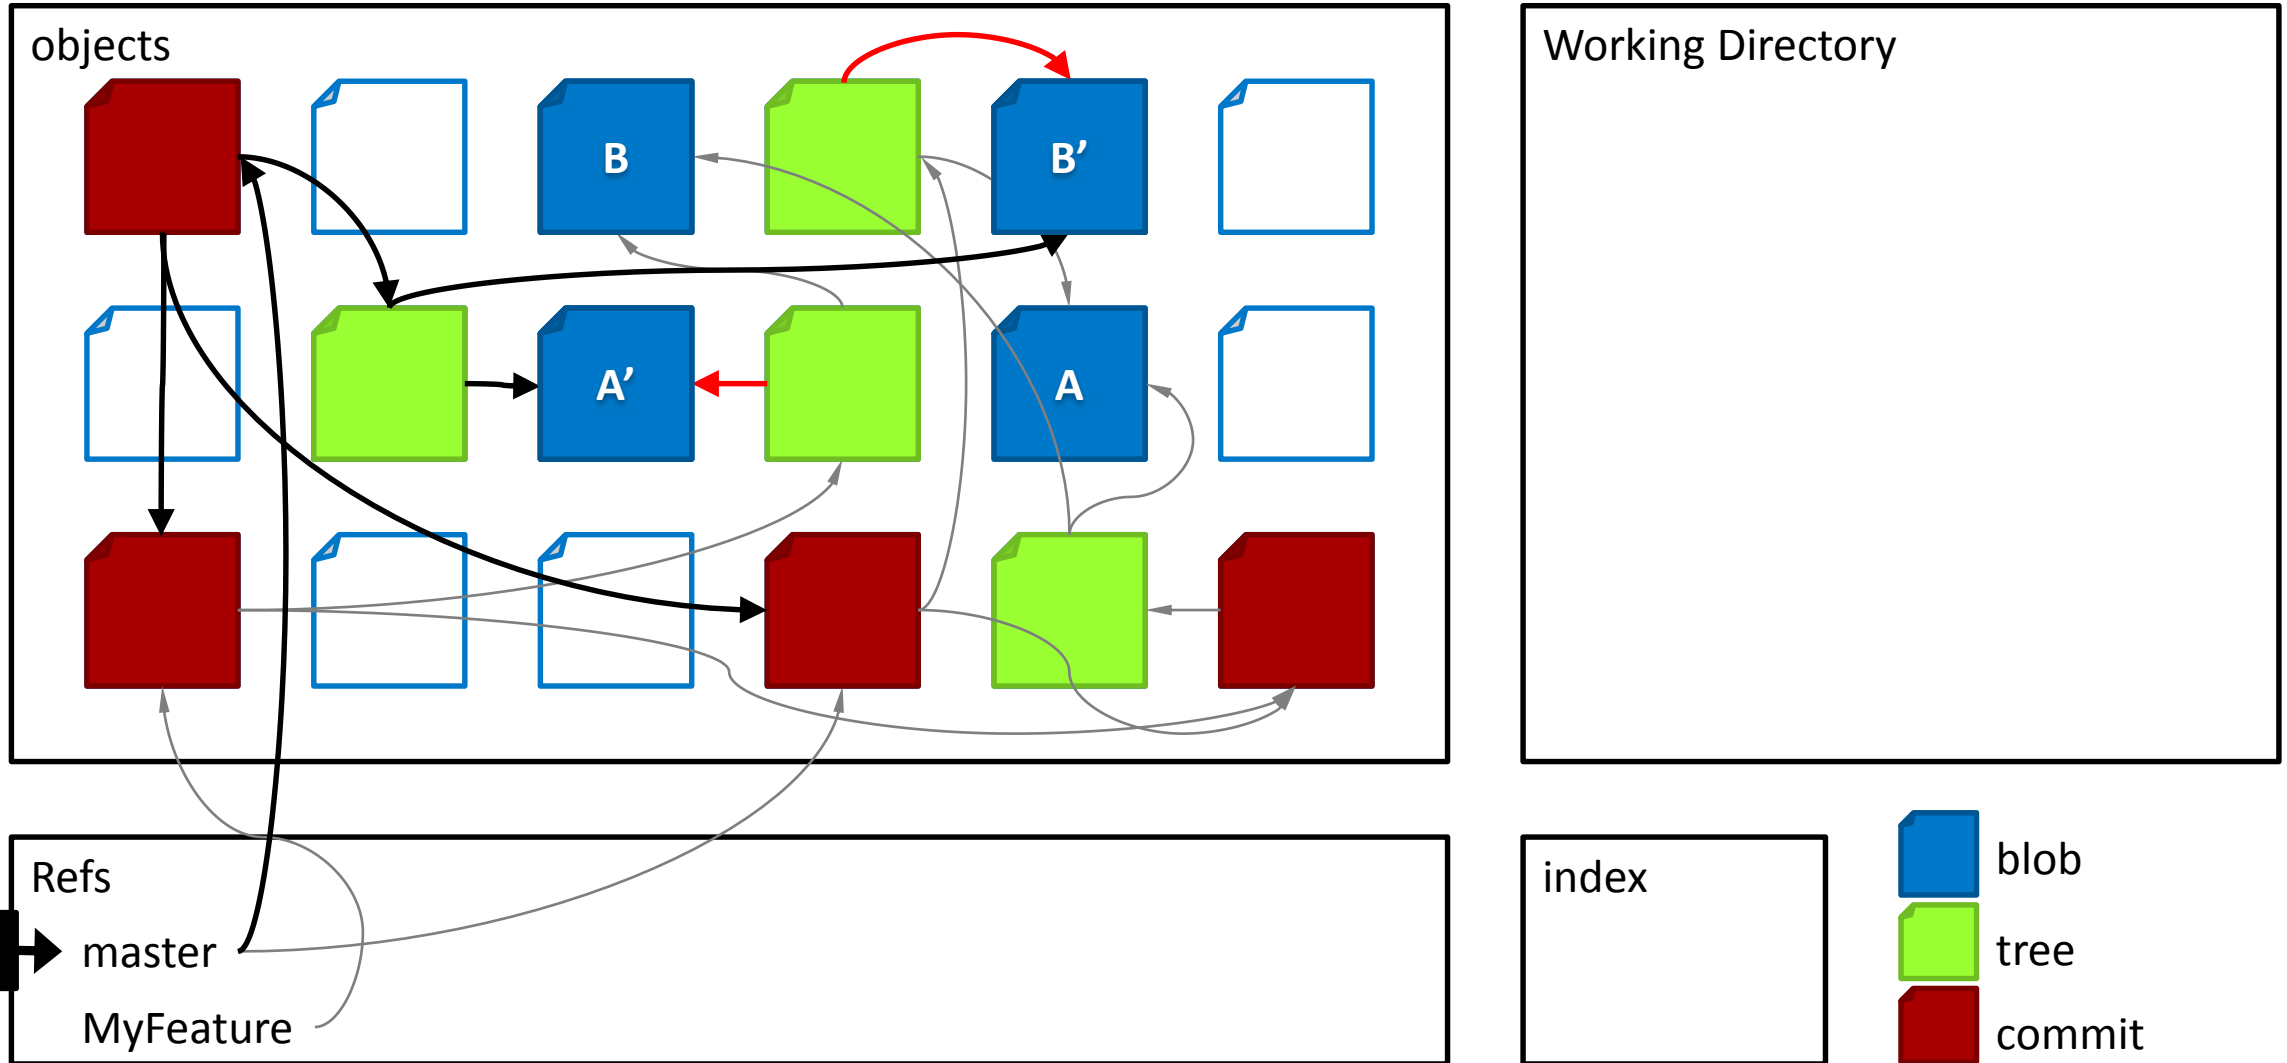 objects
Working Directory
B
B’
A’
A
Refs
index
master
MyFeature
blob
tree
commit